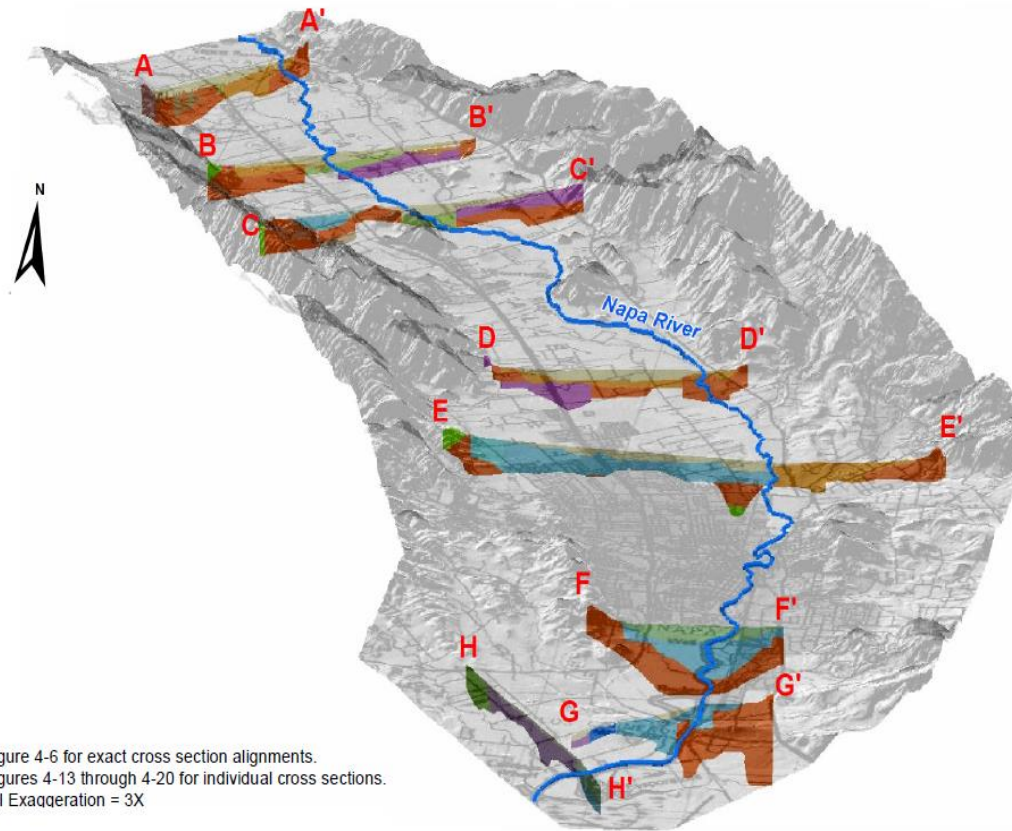 A'
A
B'
B
C'
N
C
Napa River
D
D'
E
E'
F
F'
NAPA
H
G'
G
H'
gure 4-6 for exact cross section alignments.
gures 4-13 through 4-20 for individual cross sections.
l Exaggeration = 3X